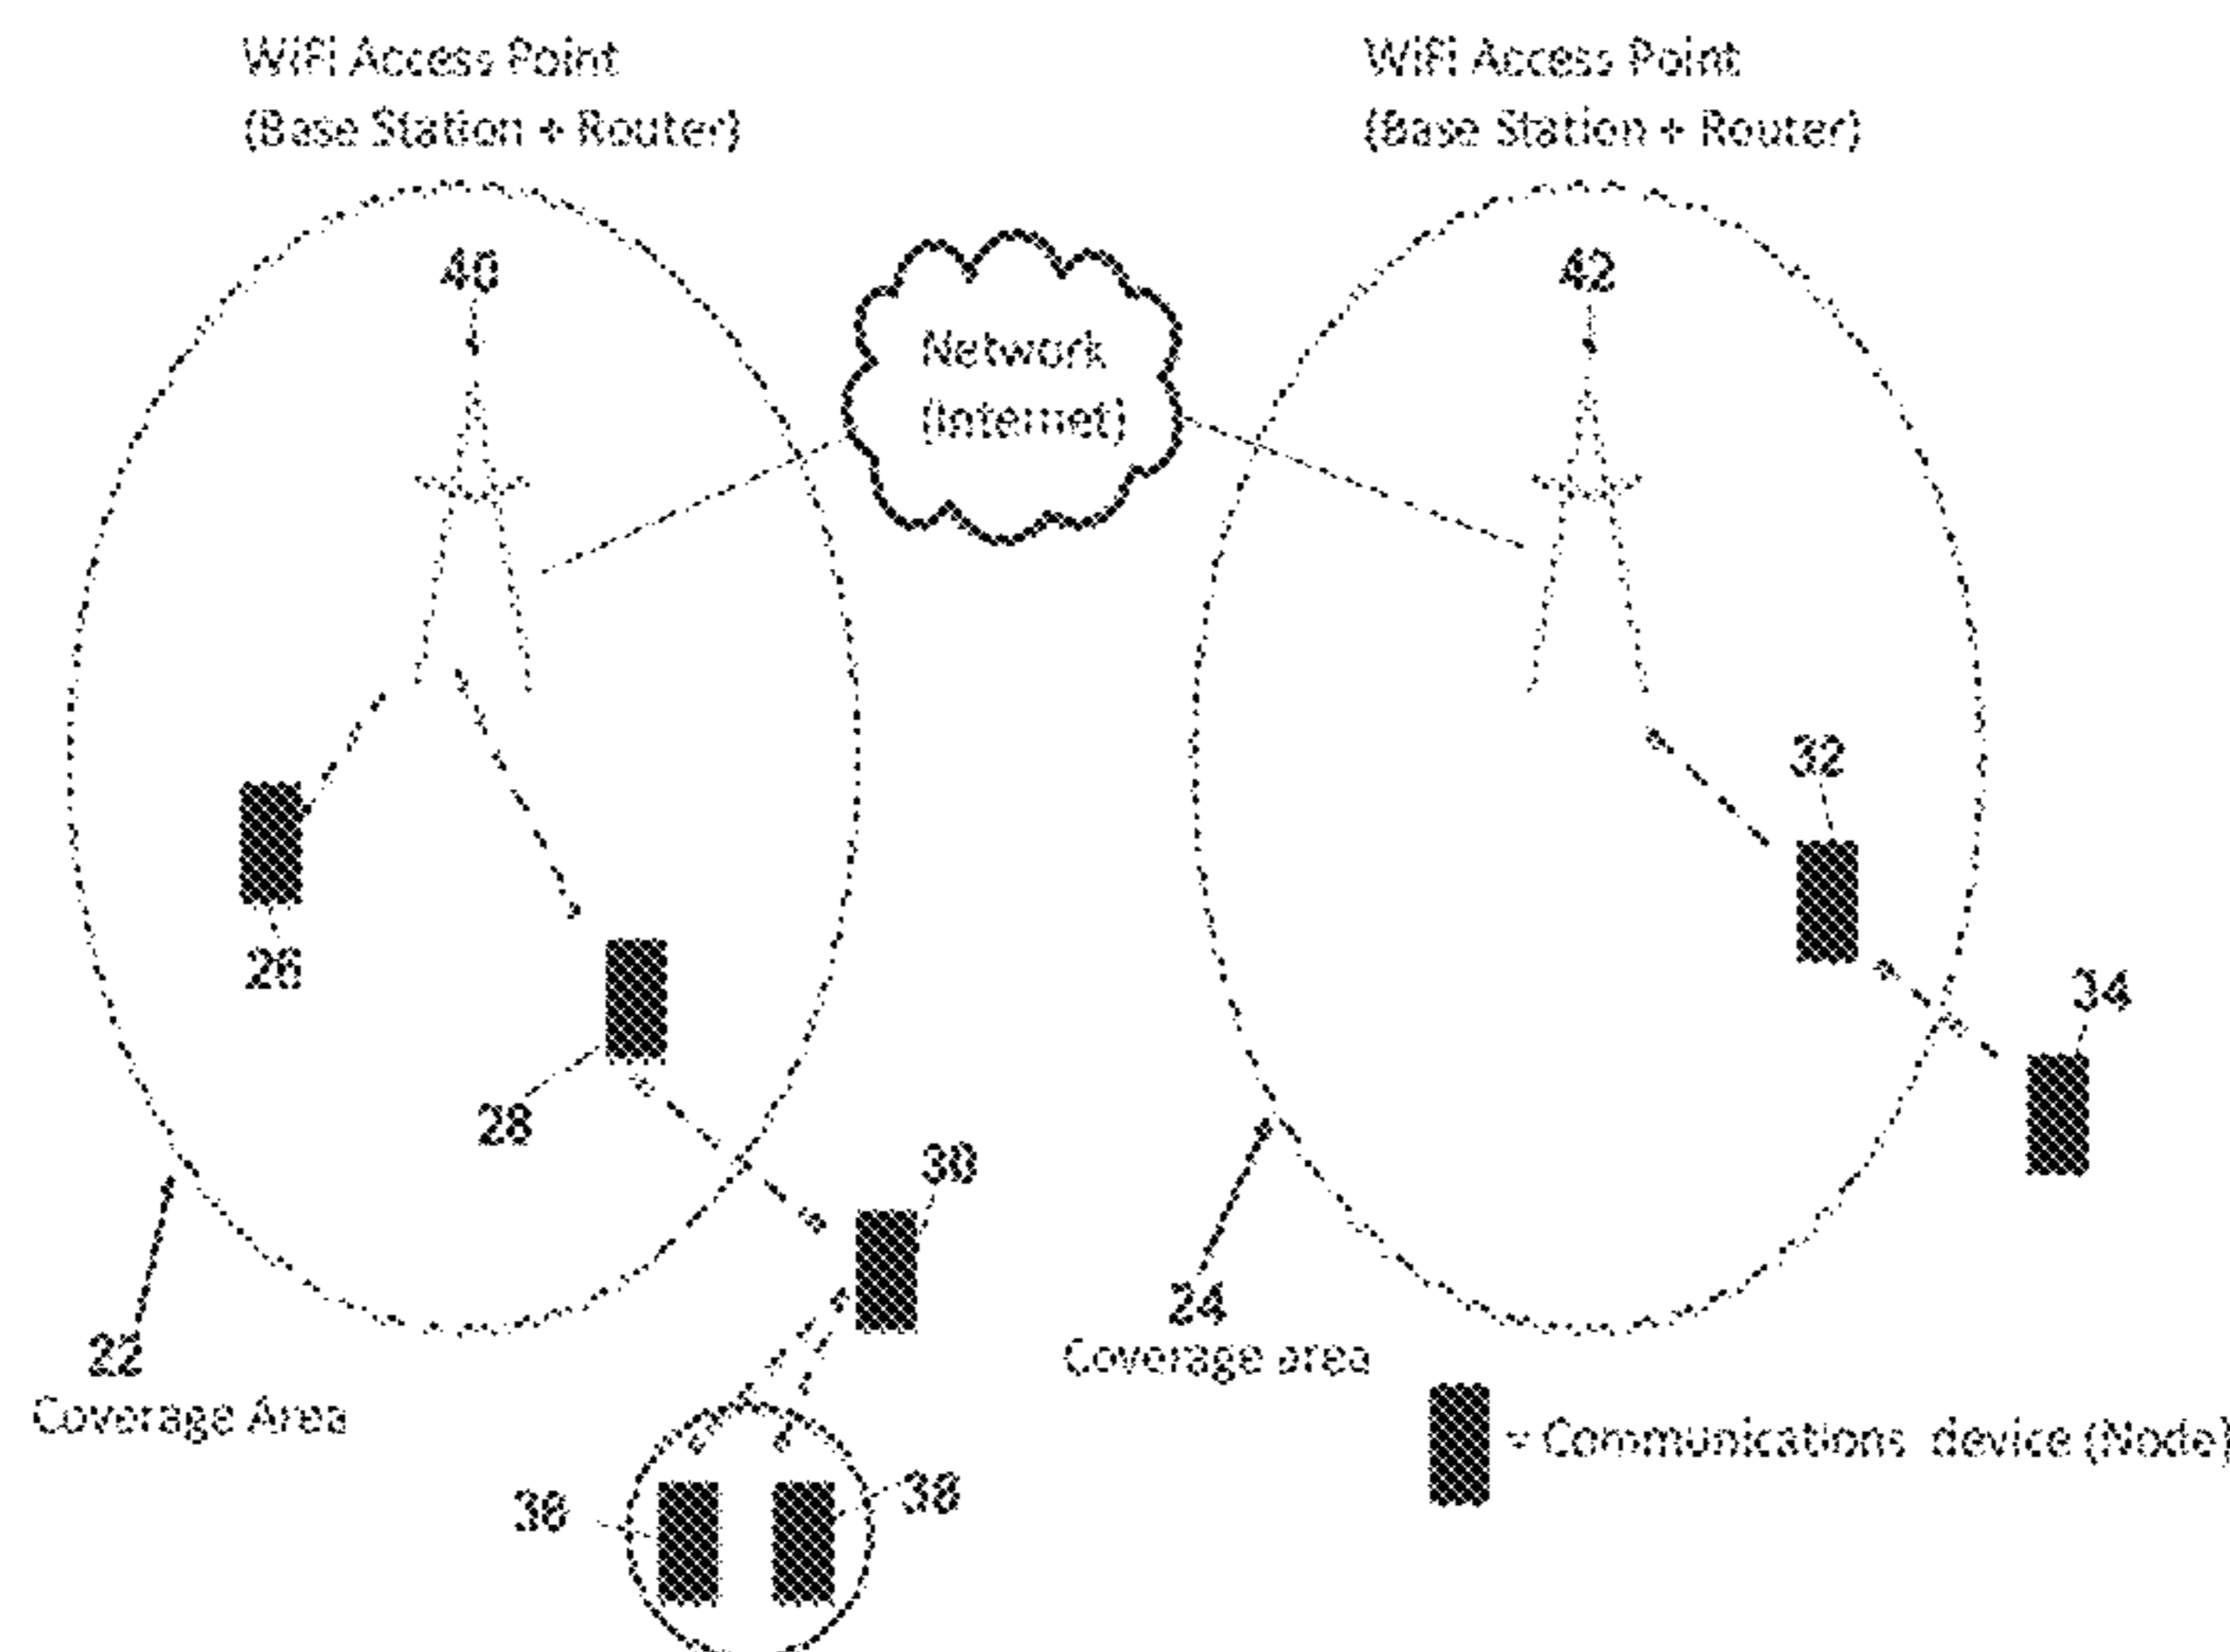 WiFi Access Point
(Base Station + Router)
WiFi Access Point
(Base Station + Router)
40
42
Network
(Internet)
32
26
34
28
30
24
Coverage area
22
Coverage Area
= Communications device (Node)
38